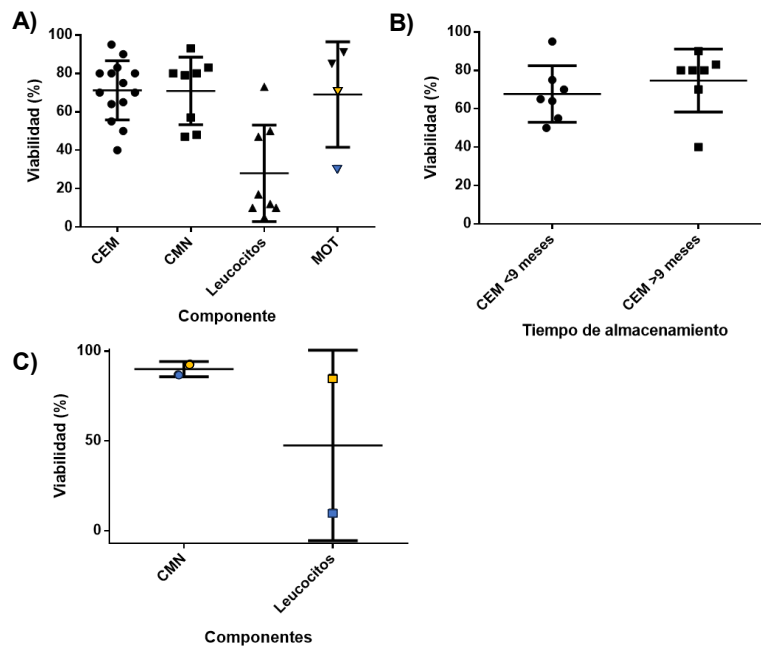 A)
100
80
60
40
20
0
Viabilidad (%)
CEM
CMN
Leucocitos
MOT
Componente
B)
100
80
60
40
20
0
Viabilidad (%)
CEM <9 meses
CEM >9 meses
Tiempo de almacenamiento
C)
100
50
0
Viabilidad (%)
CMN
Leucocitos
Componentes